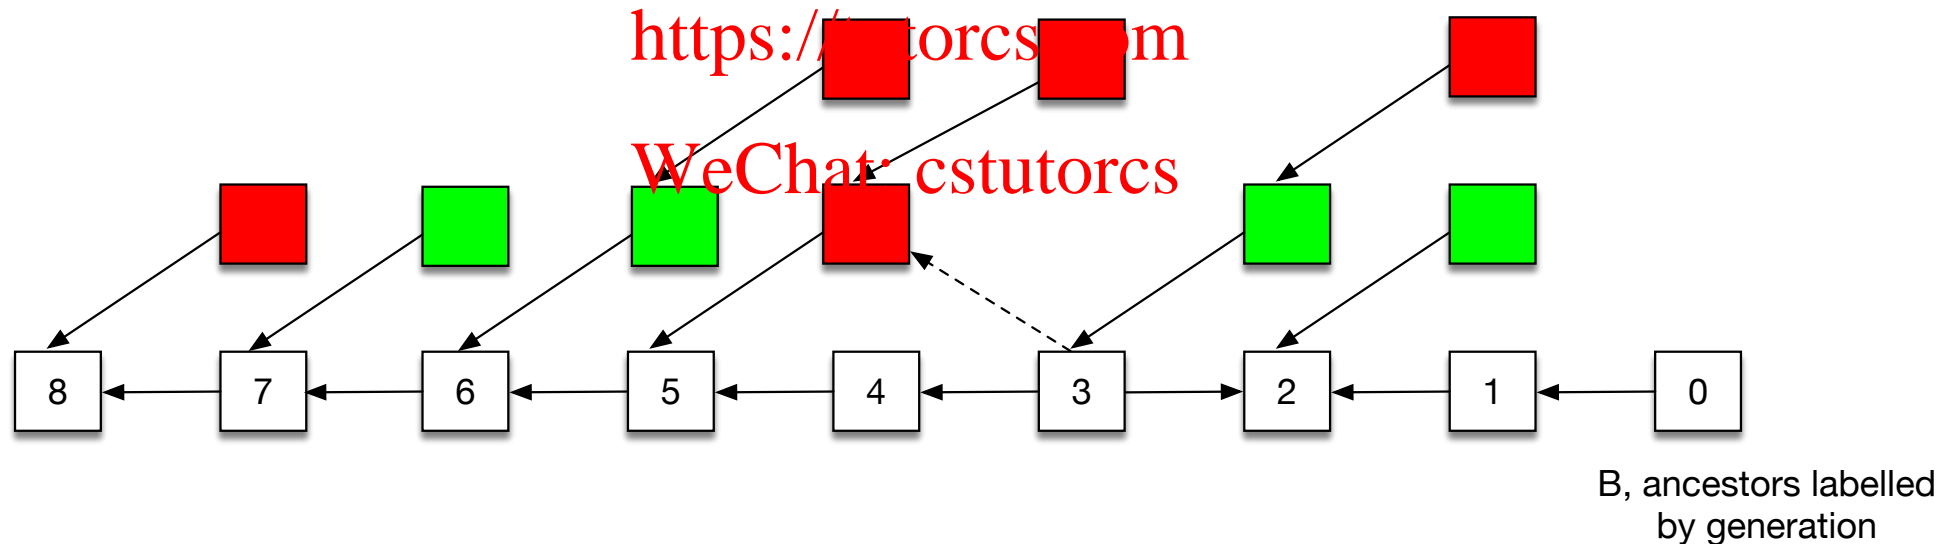 https://
torcs
m
WeChat: cstutorcs
8 7 6 5 4 3 2 1 0
B, ancestors labelled
by generation